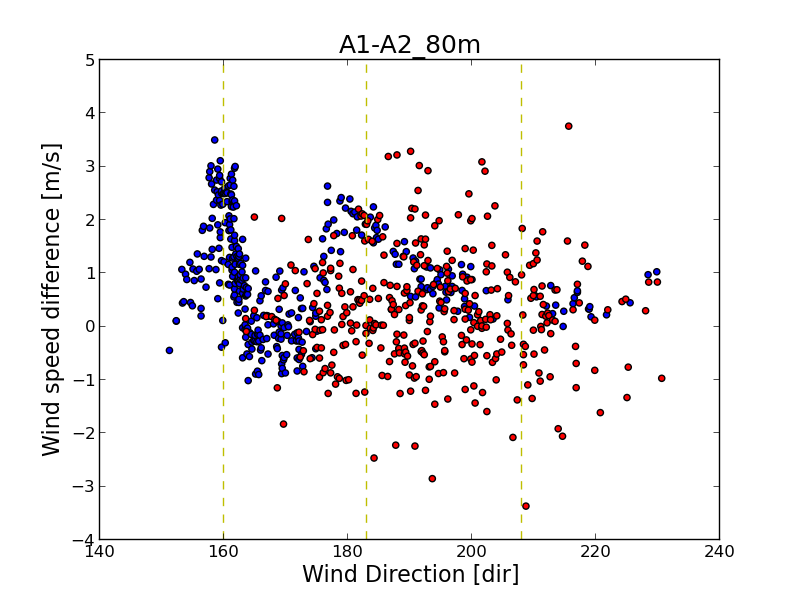 A1-A2_80m
Wind speed difference [m/s]
5
4
3
2
1
0
−1
−2
−3
−4
140 160 180 200 220 240
Wind Direction [dir]